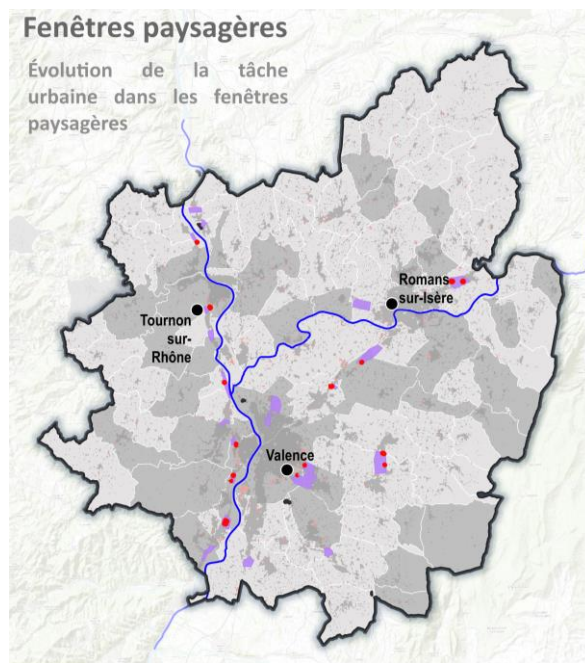 Fenêtres paysagères
Évolution de la tâche
urbaine dans les fenêtres
paysagères
Romans
sur-Isère
Tournon
sur-
Rhône
Valence